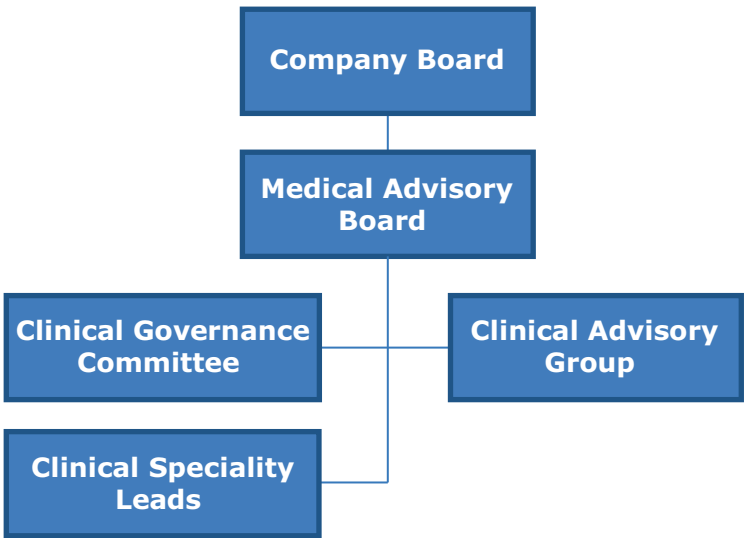 Company Board
Medical Advisory
Board
Clinical Governance
Committee
Clinical Advisory
Group
Clinical Speciality
Leads